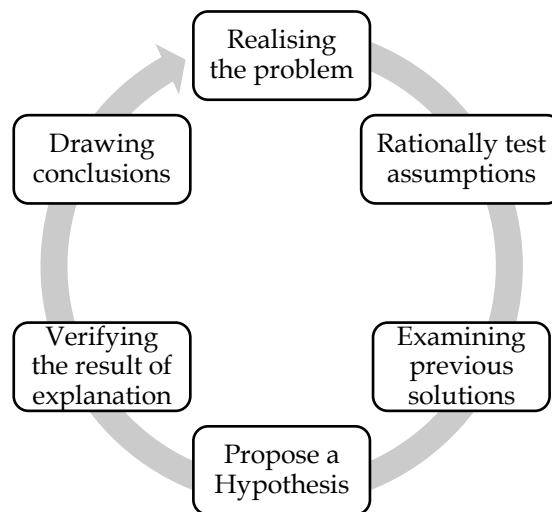 Realising
the problem
Rationally test
assumptions
Examining
previous
solutions
Propose a
Hypothesis
Verifying
the result of
explanation
Drawing
conclusions